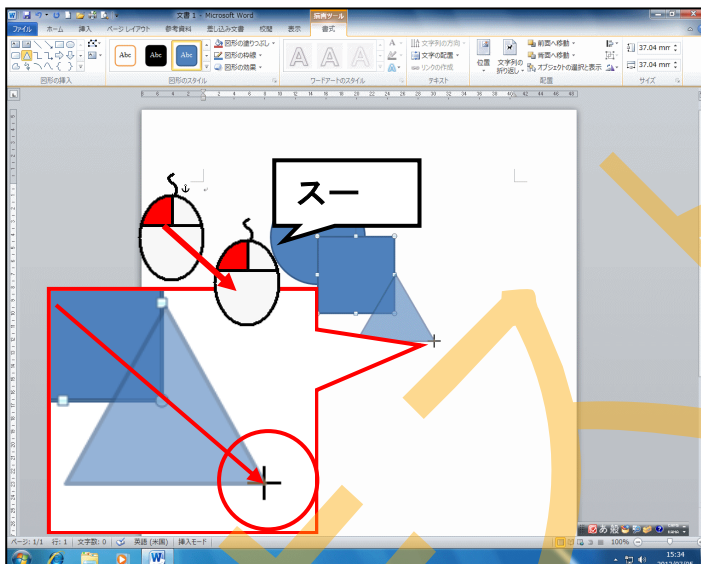 文書 1 - Microsoft Word
描画ツール
ファイル ホーム 挿入 ページ レイアウト 参考資料 差し込み文書 校閲 表示 書式
Abc Abc Abc
図形の塗りつぶし
図形の枠線
図形の効果
A A A
文字列の方向
文字の配置
リンクの作成
位置 文字列の折り返し
前面へ移動
背面へ移動
オブジェクトの選択と表示
37.04 mm
37.04 mm
図形の挿入 図形のスタイル ワードアートのスタイル テキスト 配置 サイズ
スー
あ 般
ページ: 1/1 行: 1 文字数: 0 英語 (米国) 挿入モード 100%
15:34